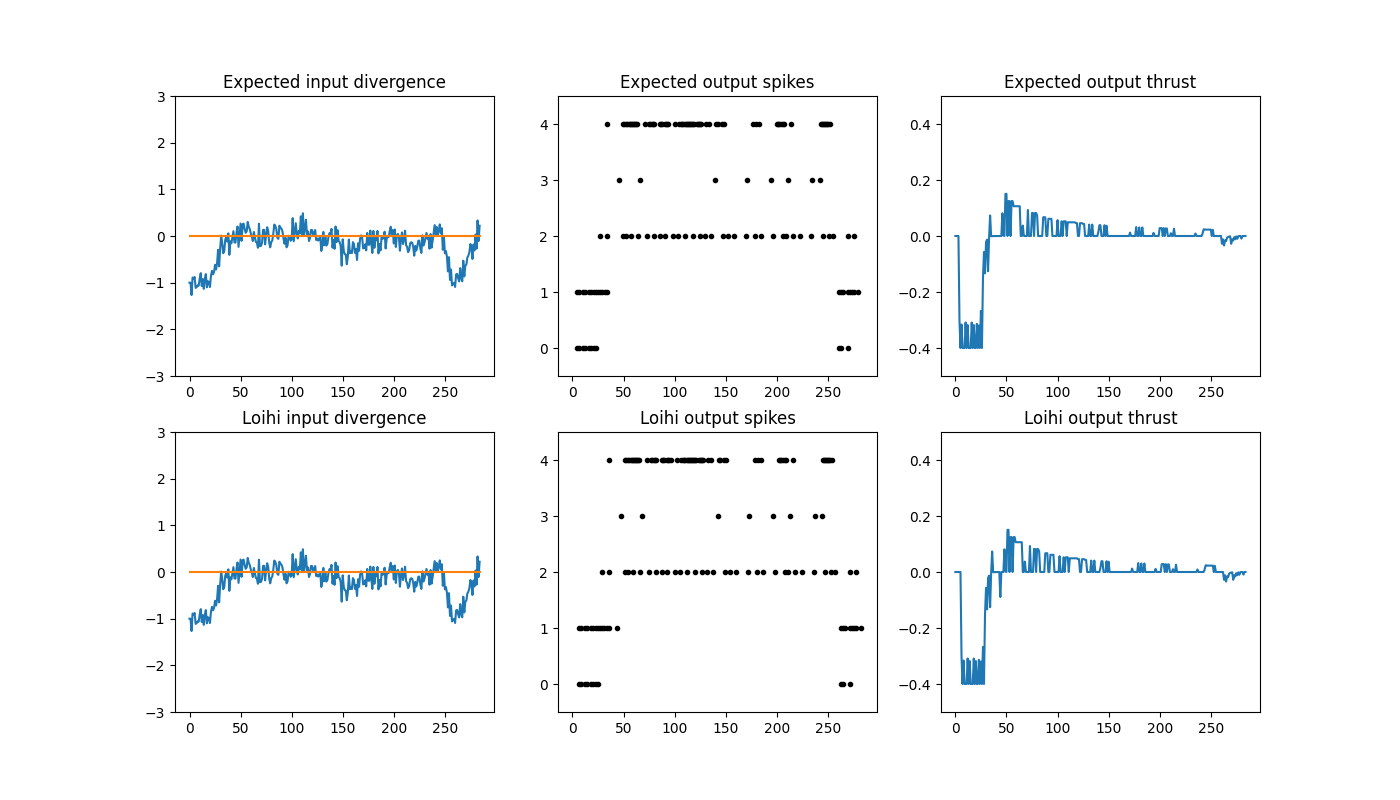 Expected input divergence
3
2
1
0
−1
−2
−3
0 50 100 150 200 250
Expected output spikes
4
3
2
1
0
0 50 100 150 200 250
Expected output thrust
0.4
0.2
0.0
−0.2
−0.4
0 50 100 150 200 250
Loihi input divergence
3
2
1
0
−1
−2
−3
0 50 100 150 200 250
Loihi output spikes
4
3
2
1
0
0 50 100 150 200 250
Loihi output thrust
0.4
0.2
0.0
−0.2
−0.4
0 50 100 150 200 250